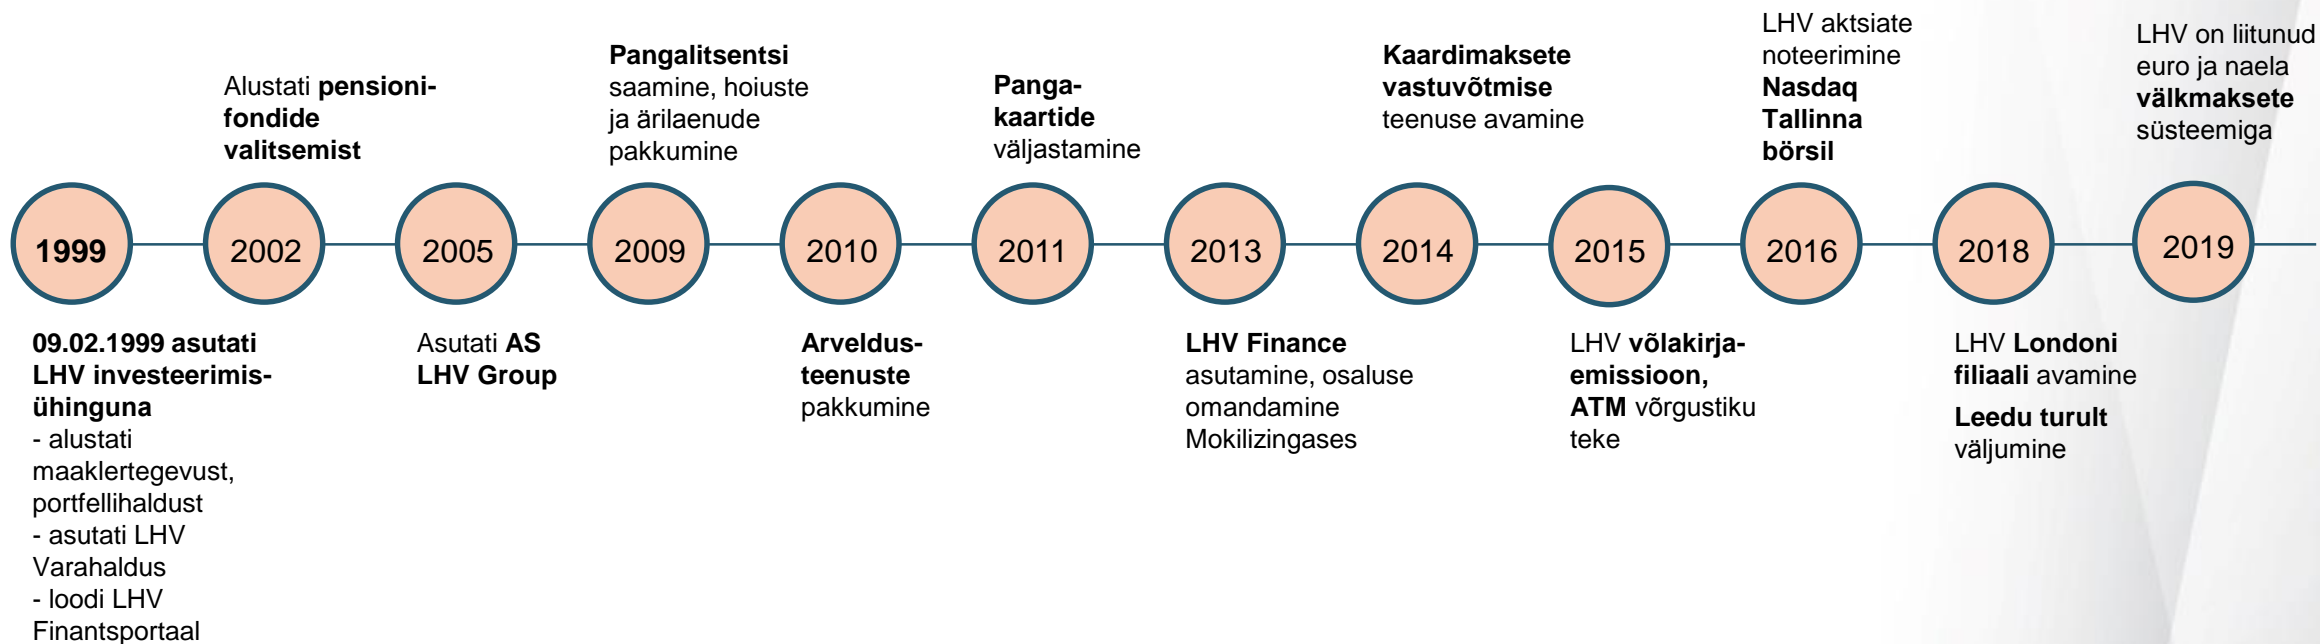 Alustati pensioni-
fondide
valitsemist
Pangalitsentsi
saamine, hoiuste
ja ärilaenude
pakkumine
Panga-
kaartide
väljastamine
Kaardimaksete
vastuvõtmise
teenuse avamine
LHV aktsiate
noteerimine
Nasdaq
Tallinna
börsil
LHV on liitunud
euro ja naela
välkmaksete
süsteemiga
1999
2002
2005
2009
2010
2011
2013
2014
2015
2016
2018
2019
09.02.1999 asutati
LHV investeerimis-
ühinguna
- alustati
maaklertegevust,
portfellihaldust
- asutati LHV
Varahaldus
- loodi LHV
Finantsportaal
Asutati AS
LHV Group
Arveldus-
teenuste
pakkumine
LHV Finance
asutamine, osaluse
omandamine
Mokilizingases
LHV võlakirja-
emissioon,
ATM võrgustiku
teke
LHV Londoni
filiaali avamine
Leedu turult
väljumine